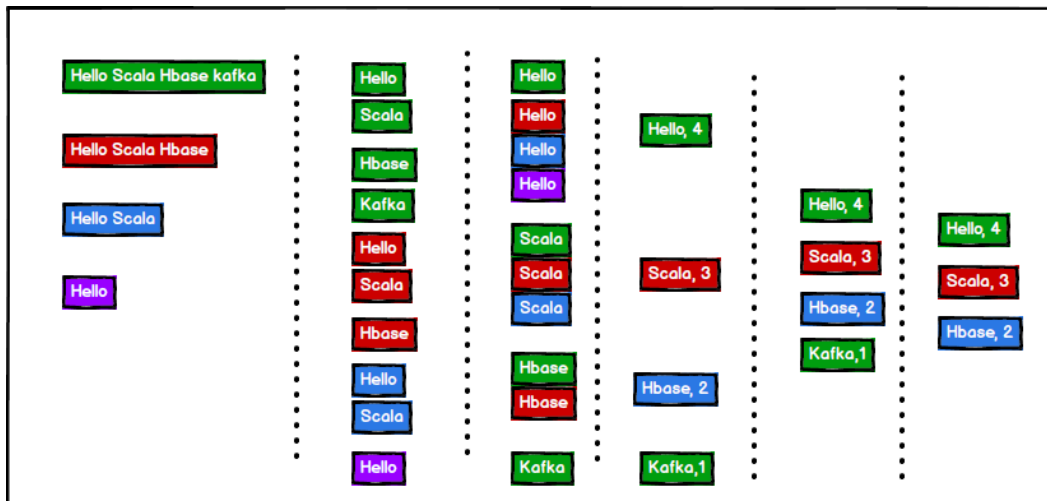 Hello Scala Hbase kafka
Hello Scala Hbase
Hello Scala
Hello
Hello
Scala
Hbase
Kafka
Hello
Scala
Hbase
Hello
Scala
Hello
Hello
Hello
Hello
Hello
Scala
Scala
Scala
Hbase
Hbase
Kafka
Hello, 4
Scala, 3
Hbase, 2
Kafka,1
Hello, 4
Scala, 3
Hbase, 2
Kafka,1
Hello, 4
Scala, 3
Hbase, 2